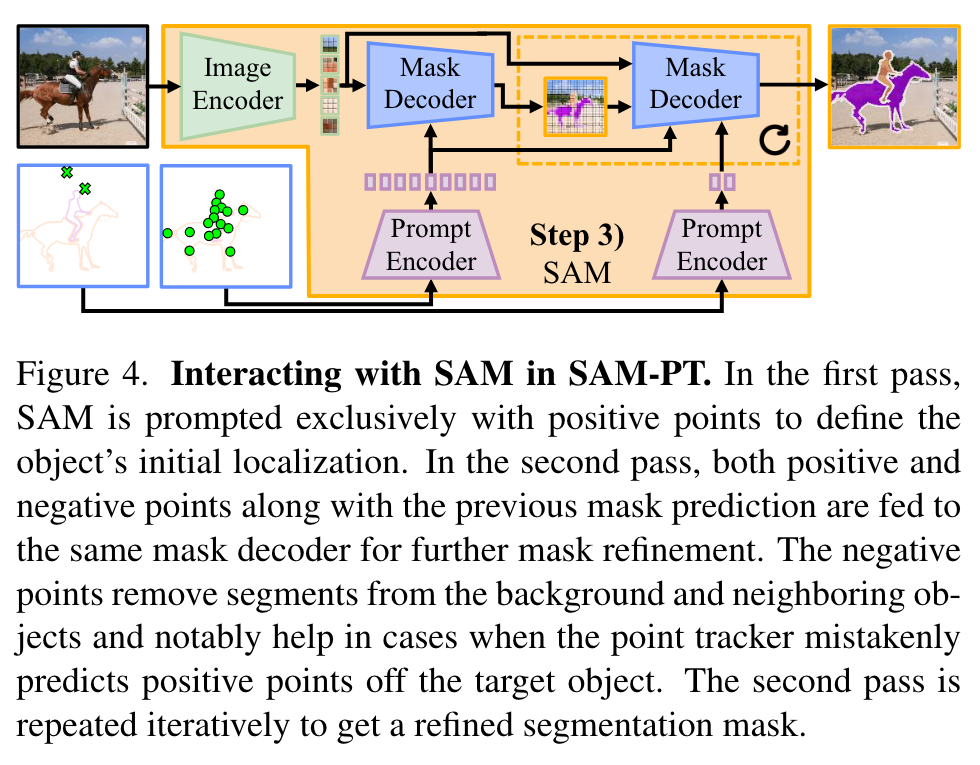 Image
Encoder
Mask
Decoder
Mask
Decoder
Prompt
Encoder
Step 3)
SAM
Prompt
Encoder
Figure 4. Interacting with SAM in SAM-PT. In the first pass,
SAM is prompted exclusively with positive points to define the
object's initial localization. In the second pass, both positive and
negative points along with the previous mask prediction are fed to
the same mask decoder for further mask refinement. The negative
points remove segments from the background and neighboring ob-
jects and notably help in cases when the point tracker mistakenly
predicts positive points off the target object. The second pass is
repeated iteratively to get a refined segmentation mask.